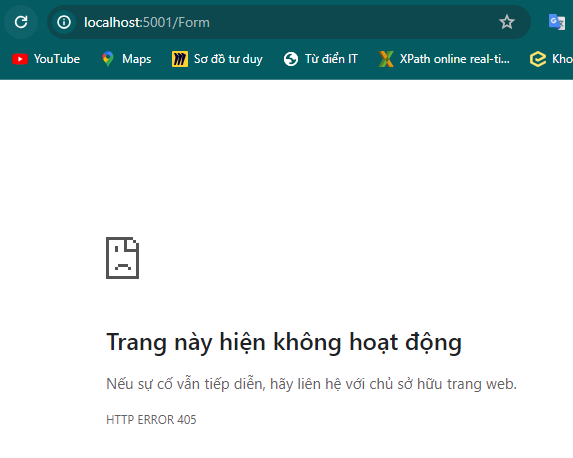 localhost:5001/Form
YouTube Maps Sơ đồ tư duy Từ điển IT XPath online real-ti... Kho
Trang này hiện không hoạt động
Nếu sự cố vẫn tiếp diễn, hãy liên hệ với chủ sở hữu trang web.
HTTP ERROR 405